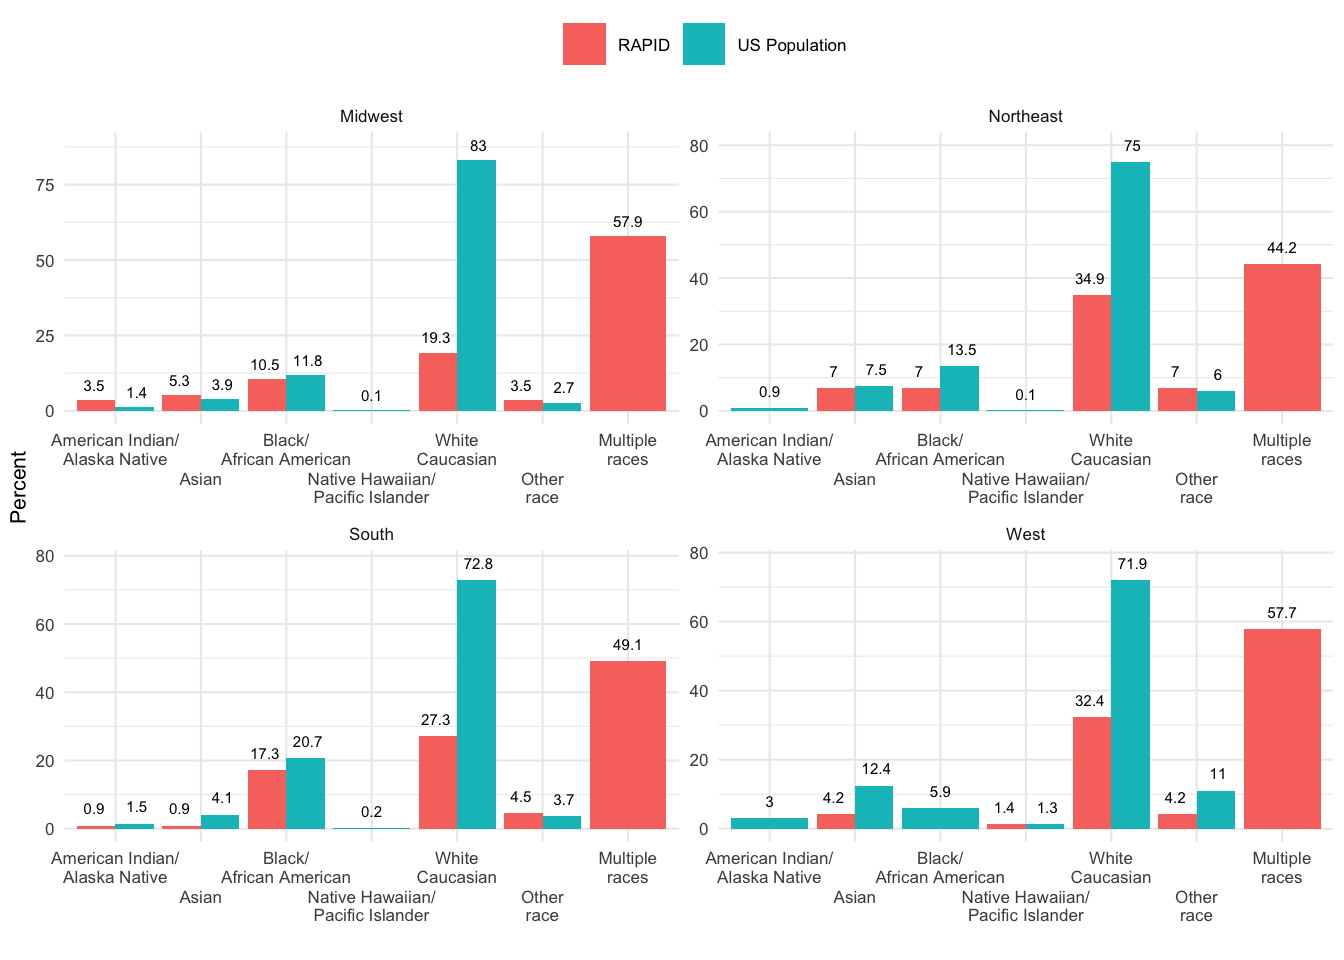 RAPID US Population
Percent
Midwest
75
50
25
0
3.5 1.4 5.3 3.9 10.5 11.8 0.1 19.3 83 3.5 2.7 57.9
American Indian/ Black/ White Multiple
Alaska Native African American Caucasian races
Asian Native Hawaiian/ Other
Pacific Islander race
Northeast
80
60
40
20
0
0.9 7 7.5 7 13.5 0.1 34.9 75 7 6 44.2
American Indian/ Black/ White Multiple
Alaska Native African American Caucasian races
Asian Native Hawaiian/ Other
Pacific Islander race
South
80
60
40
20
0
0.9 1.5 0.9 4.1 17.3 20.7 0.2 27.3 72.8 4.5 3.7 49.1
American Indian/ Black/ White Multiple
Alaska Native African American Caucasian races
Asian Native Hawaiian/ Other
Pacific Islander race
West
80
60
40
20
0
3 4.2 12.4 5.9 1.4 1.3 32.4 71.9 4.2 11 57.7
American Indian/ Black/ White Multiple
Alaska Native African American Caucasian races
Asian Native Hawaiian/ Other
Pacific Islander race